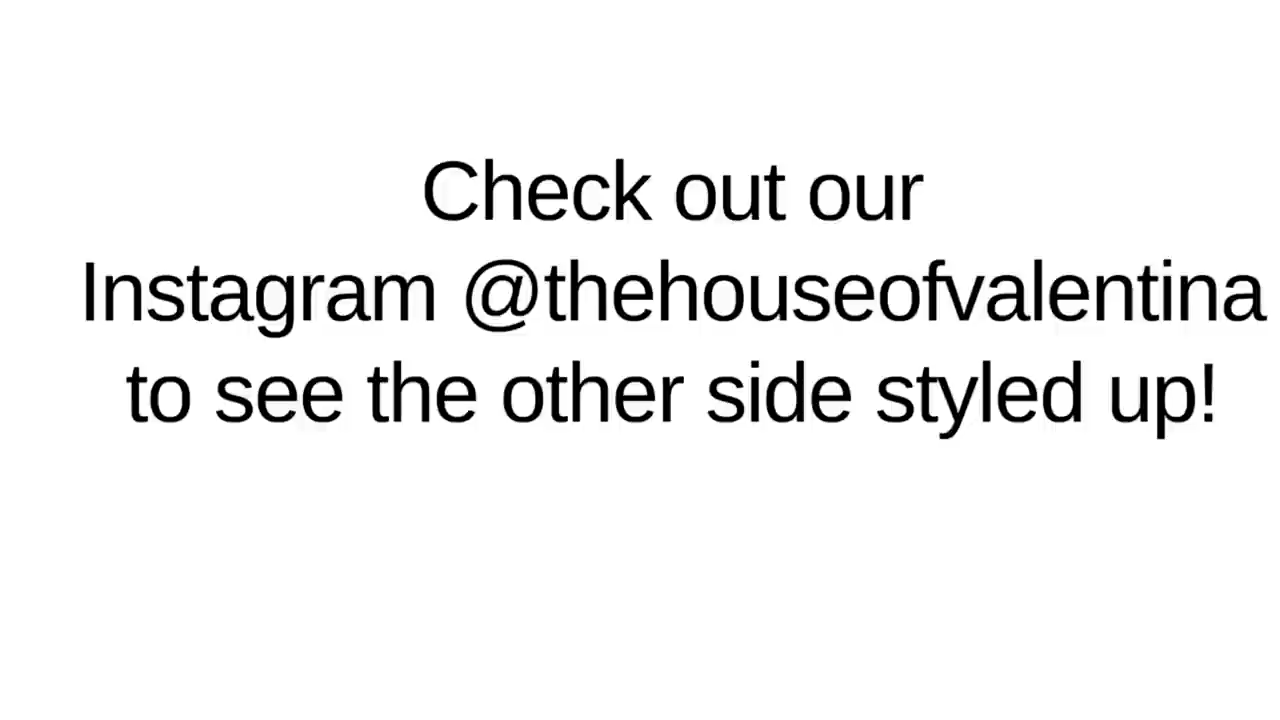 Check out our
Instagram @thehouseofvalentina
to see the other side styled up!